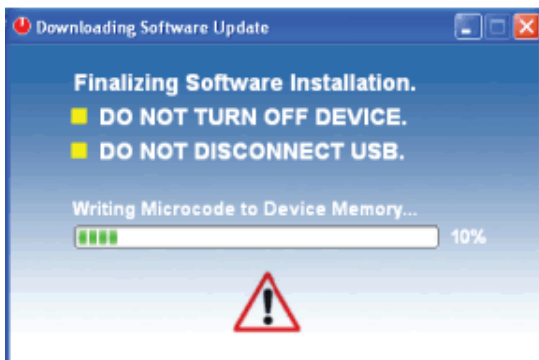 Downloading Software Update
Finalizing Software Installation.
DO NOT TURN OFF DEVICE.
DO NOT DISCONNECT USB.
Writing Microcode to Device Memory...
10%
!